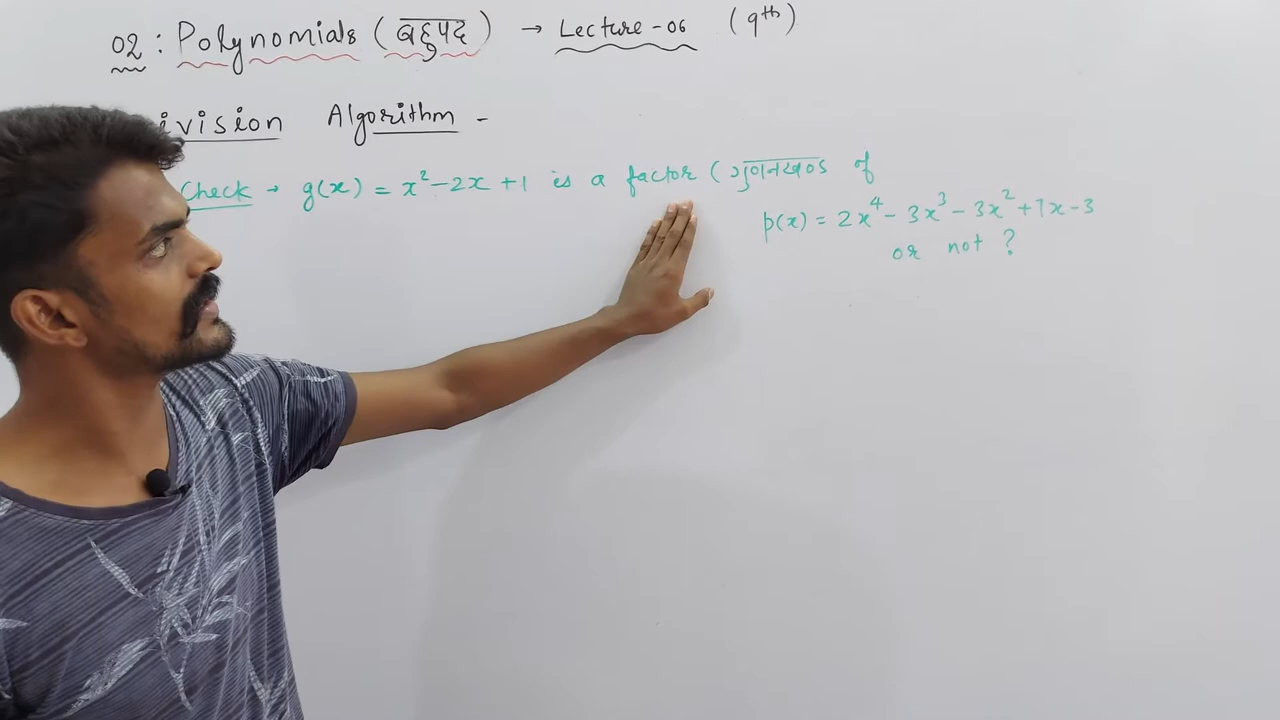 02 : Polynomials (बहुपद) → Lecture-06 (9th)
ivision Algorithm -
Check → g(x) = x² - 2x + 1 is a factor (गुणनखण्ड of
p(x) = 2x⁴ - 3x³ - 3x² + 7x - 3
or not ?